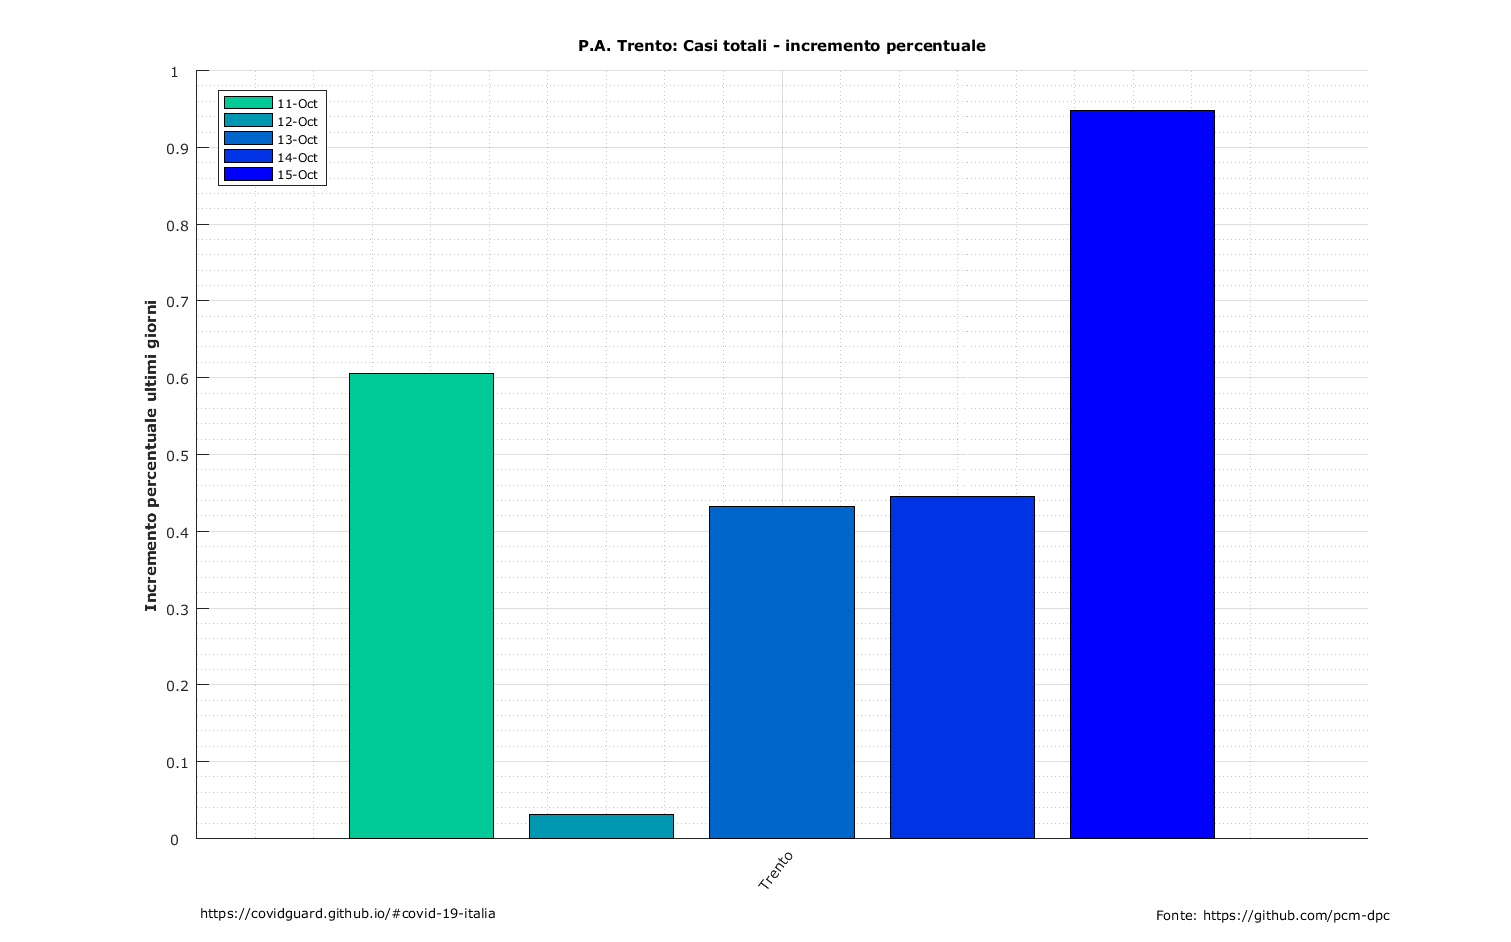 P.A. Trento: Casi totali - incremento percentuale
1
0.9
0.8
0.7
0.6
0.5
0.4
0.3
0.2
0.1
0
Incremento percentuale ultimi giorni
11-Oct
12-Oct
13-Oct
14-Oct
15-Oct
Trento
https://covidguard.github.io/#covid-19-italia
Fonte: https://github.com/pcm-dpc